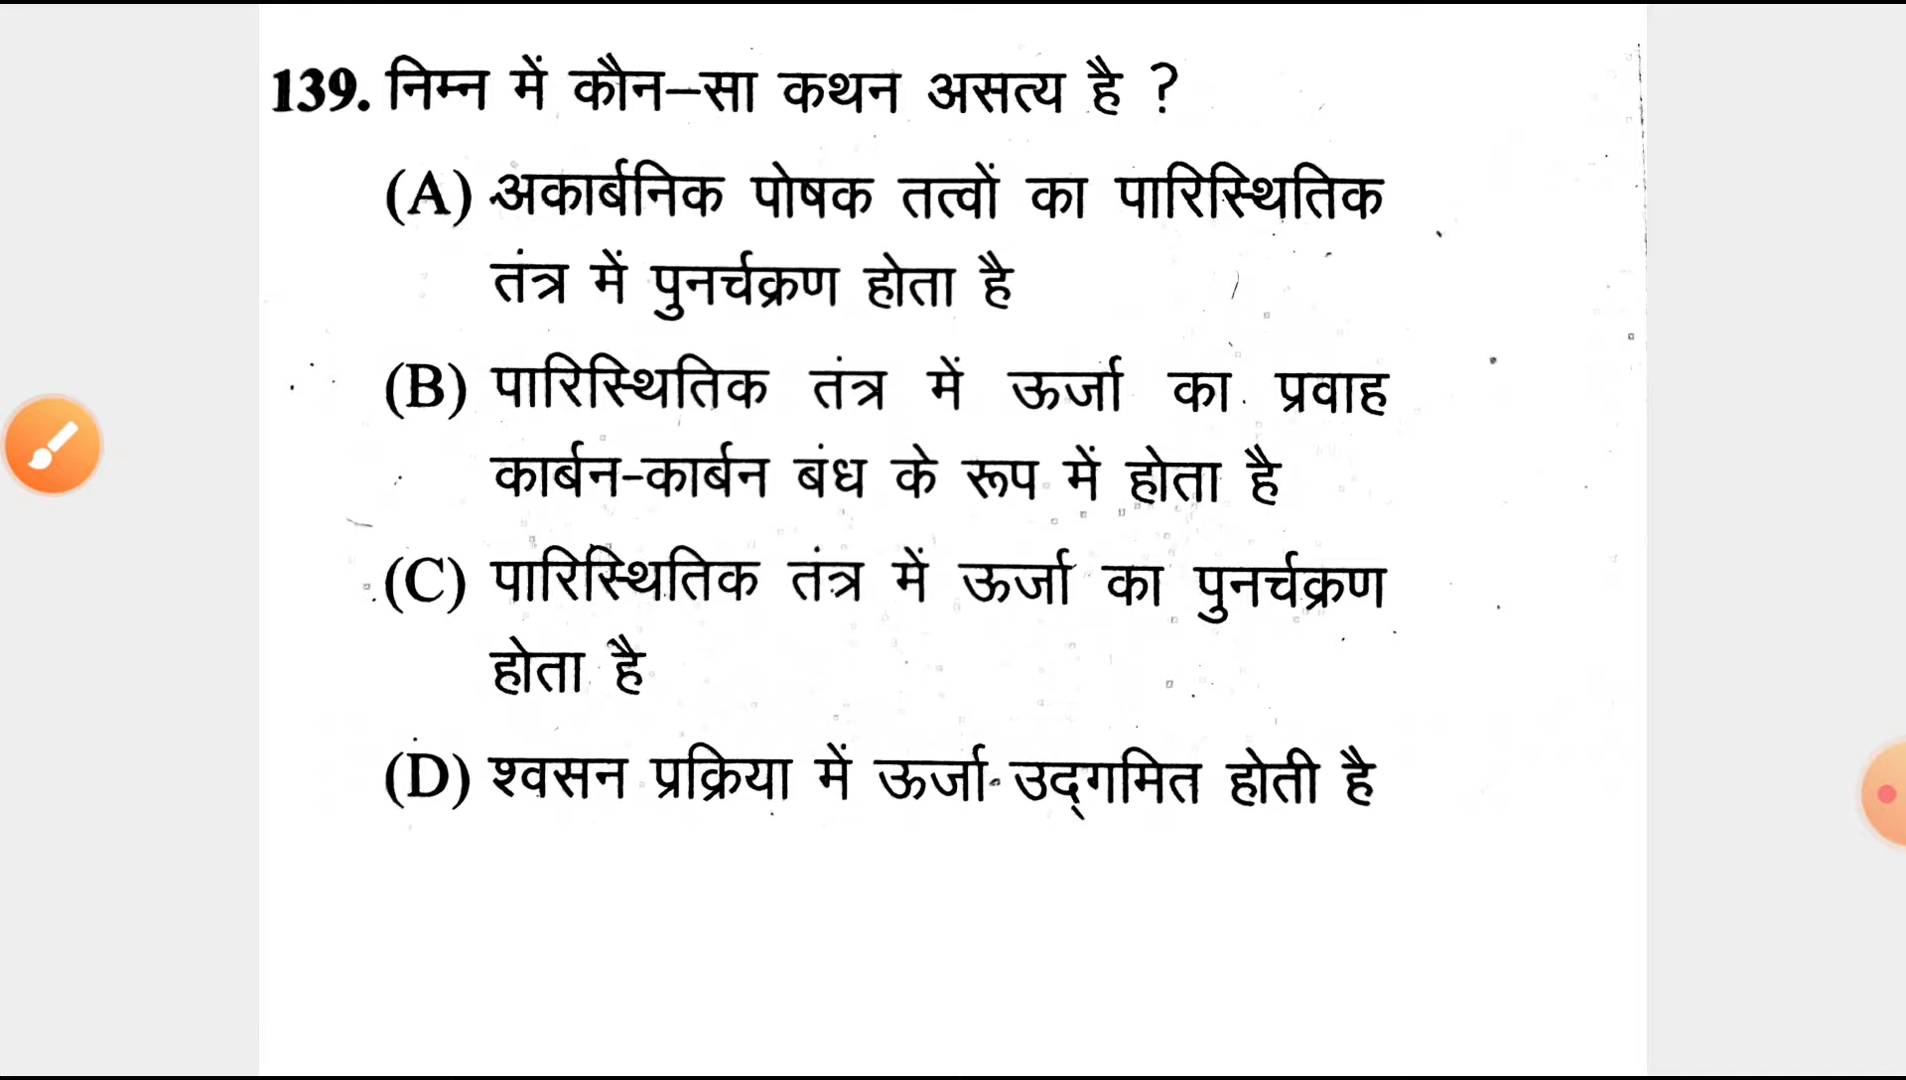 139. निम्न में कौन–सा कथन असत्य है ?
(A) अकार्बनिक पोषक तत्वों का पारिस्थितिक
तंत्र में पुनर्चक्रण होता है
(B) पारिस्थितिक तंत्र में ऊर्जा का प्रवाह
कार्बन-कार्बन बंध के रूप में होता है
(C) पारिस्थितिक तंत्र में ऊर्जा का पुनर्चक्रण
होता है
(D) श्वसन प्रक्रिया में ऊर्जा उद्‌गमित होती है